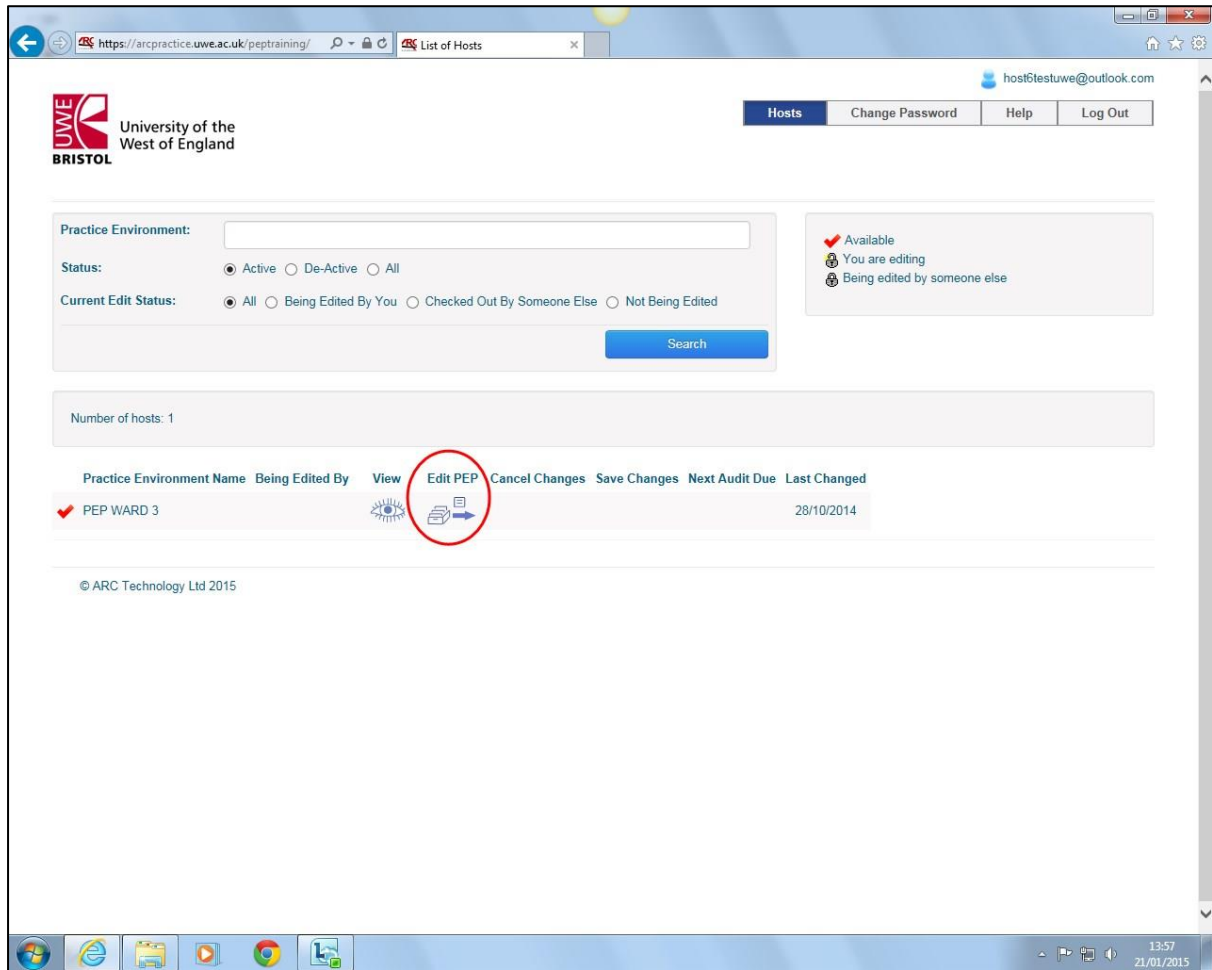 https://arcpractice.uwe.ac.uk/peptraining/
List of Hosts
host6testuwe@outlook.com
UWE
BRISTOL
University of the
West of England
Hosts Change Password Help Log Out
Practice Environment:
Status: Active De-Active All
Current Edit Status: All Being Edited By You Checked Out By Someone Else Not Being Edited
Search
Available
You are editing
Being edited by someone else
Number of hosts: 1
Practice Environment Name Being Edited By View Edit PEP Cancel Changes Save Changes Next Audit Due Last Changed
PEP WARD 3 28/10/2014
© ARC Technology Ltd 2015
13:57
21/01/2015